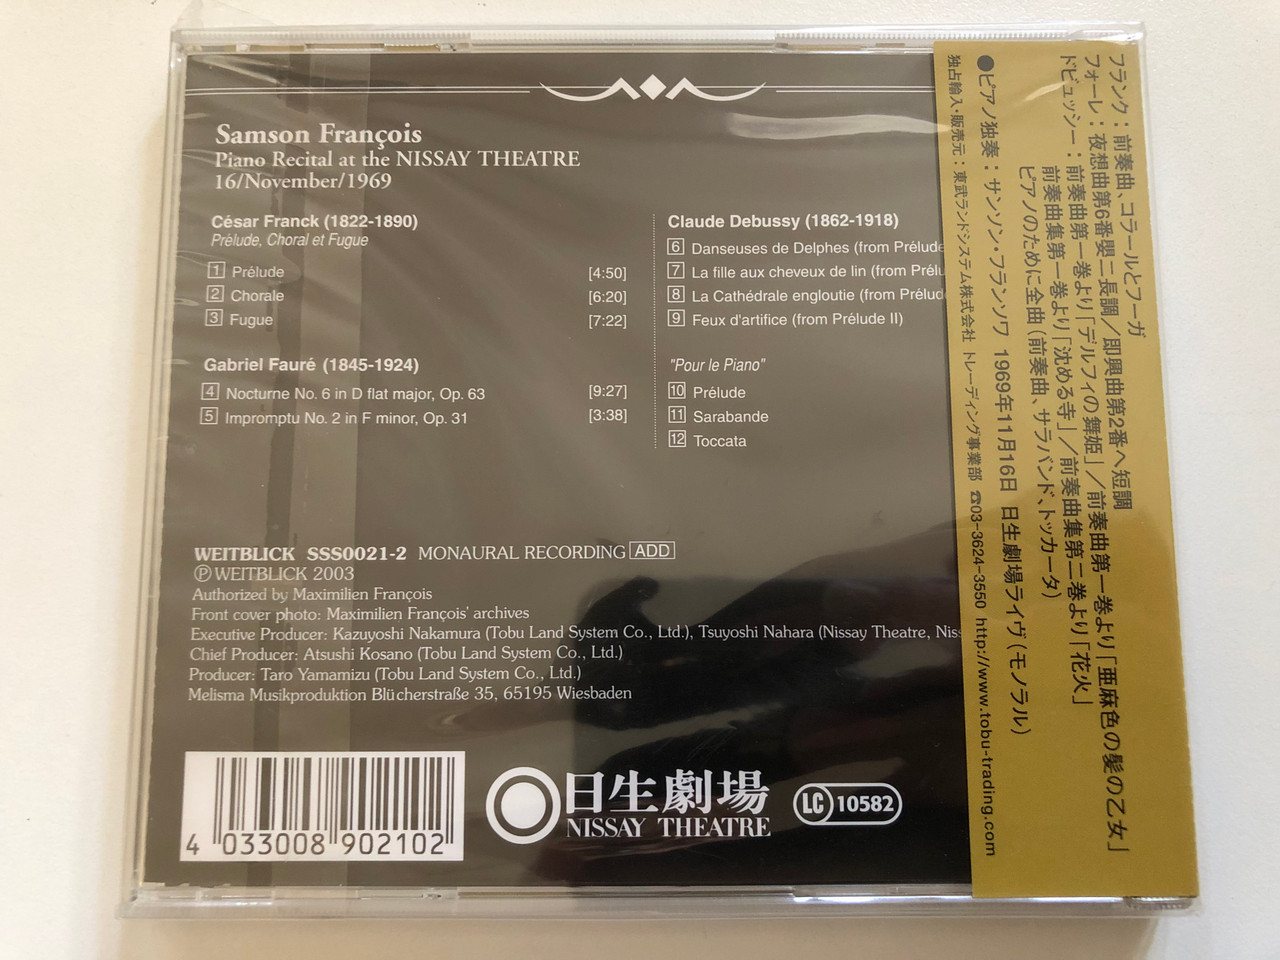 Samson François
Piano Recital at the NISSAY THEATRE
16/November/1969
César Franck (1822-1890)
Prélude, Choral et Fugue
1 Prélude [4:50]
2 Chorale [6:20]
3 Fugue [7:22]
Gabriel Fauré (1845-1924)
4 Nocturne No. 6 in D flat major, Op. 63 [9:27]
5 Impromptu No. 2 in F minor, Op. 31 [3:38]
Claude Debussy (1862-1918)
6 Danseuses de Delphes (from Prélude
7 La fille aux cheveux de lin (from Prélu
8 La Cathédrale engloutie (from Prélud
9 Feux d'artifice (from Prélude II)
"Pour le Piano"
10 Prélude
11 Sarabande
12 Toccata
WEITBLICK SSS0021-2 MONAURAL RECORDING ADD
Ⓟ WEITBLICK 2003
Authorized by Maximilien François
Front cover photo: Maximilien François' archives
Executive Producer: Kazuyoshi Nakamura (Tobu Land System Co., Ltd.), Tsuyoshi Nahara (Nissay Theatre, Niss
Chief Producer: Atsushi Kosano (Tobu Land System Co., Ltd.)
Producer: Taro Yamamizu (Tobu Land System Co., Ltd.)
Melisma Musikproduktion Blücherstraße 35, 65195 Wiesbaden
4 033008 902102
日生劇場
NISSAY THEATRE
LC 10582
フランク：前奏曲、コラールとフーガ
フォーレ：夜想曲第6番嬰ニ長調／即興曲第2番ヘ短調
ドビュッシー：前奏曲第一巻より「デルフィの舞姫」／前奏曲第一巻より「亜麻色の髪の乙女」
前奏曲集第一巻より「沈める寺」／前奏曲集第二巻より「花火」
ピアノのために全曲（前奏曲、サラバンド、トッカータ）
●ピアノ独奏：サンソン・フランソワ 1969年11月16日 日生劇場ライヴ（モノラル）
独占輸入・販売元：東武ランドシステム株式会社 トレーディング事業部 ☎03-3624-3550 http://www.tobu-trading.com